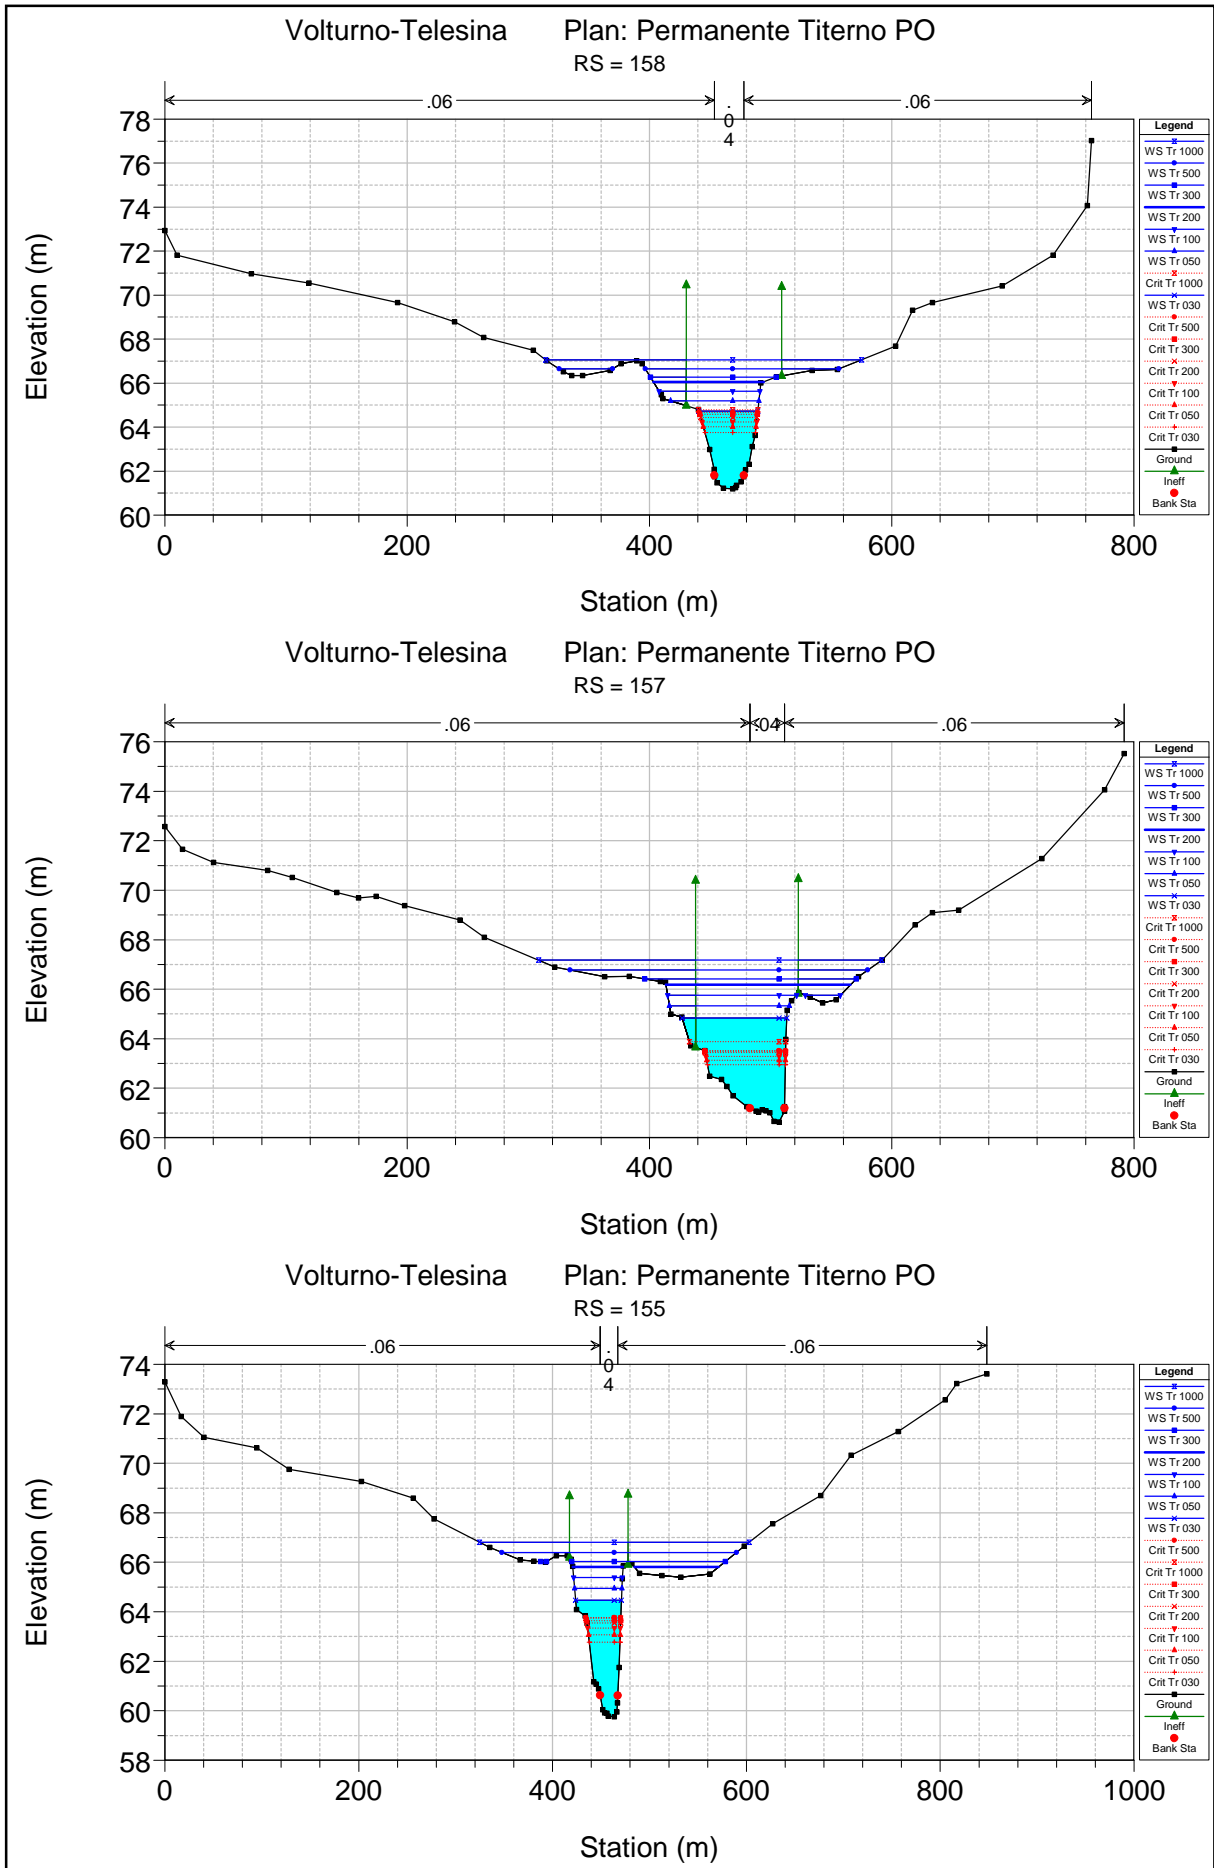 Volturno-Telesina Plan: Permanente Titerno PO
RS = 158
.06 .04 .06
Elevation (m)
78
76
74
72
70
68
66
64
62
60
0 200 400 600 800
Station (m)
Legend
WS Tr 1000
WS Tr 500
WS Tr 300
WS Tr 200
WS Tr 100
WS Tr 050
Crit Tr 1000
WS Tr 030
Crit Tr 500
Crit Tr 300
Crit Tr 200
Crit Tr 100
Crit Tr 050
Crit Tr 030
Ground
Ineff
Bank Sta
Volturno-Telesina Plan: Permanente Titerno PO
RS = 157
.06 .04 .06
Elevation (m)
76
74
72
70
68
66
64
62
60
0 200 400 600 800
Station (m)
Legend
WS Tr 1000
WS Tr 500
WS Tr 300
WS Tr 200
WS Tr 100
WS Tr 050
WS Tr 030
Crit Tr 1000
Crit Tr 500
Crit Tr 300
Crit Tr 200
Crit Tr 100
Crit Tr 050
Crit Tr 030
Ground
Ineff
Bank Sta
Volturno-Telesina Plan: Permanente Titerno PO
RS = 155
.06 .04 .06
Elevation (m)
74
72
70
68
66
64
62
60
58
0 200 400 600 800 1000
Station (m)
Legend
WS Tr 1000
WS Tr 500
WS Tr 300
WS Tr 200
WS Tr 100
WS Tr 050
WS Tr 030
Crit Tr 500
Crit Tr 1000
Crit Tr 300
Crit Tr 200
Crit Tr 100
Crit Tr 050
Crit Tr 030
Ground
Ineff
Bank Sta